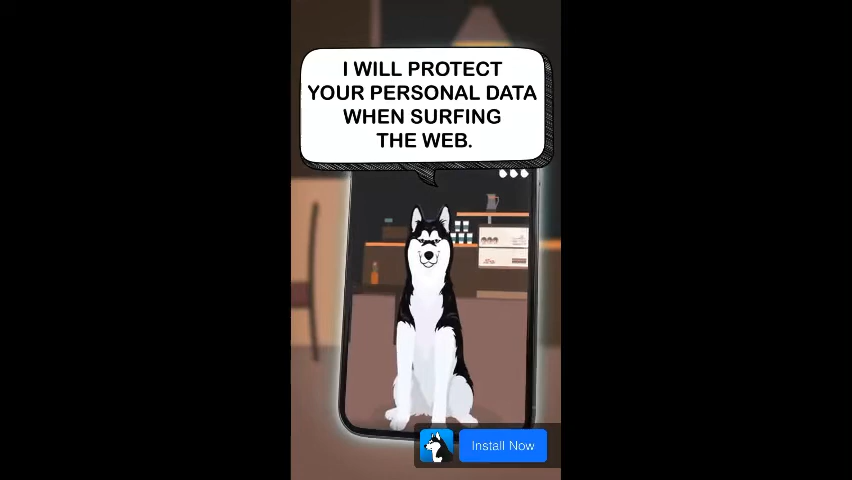 I WILL PROTECT
YOUR PERSONAL DATA
WHEN SURFING
THE WEB.
Install Now